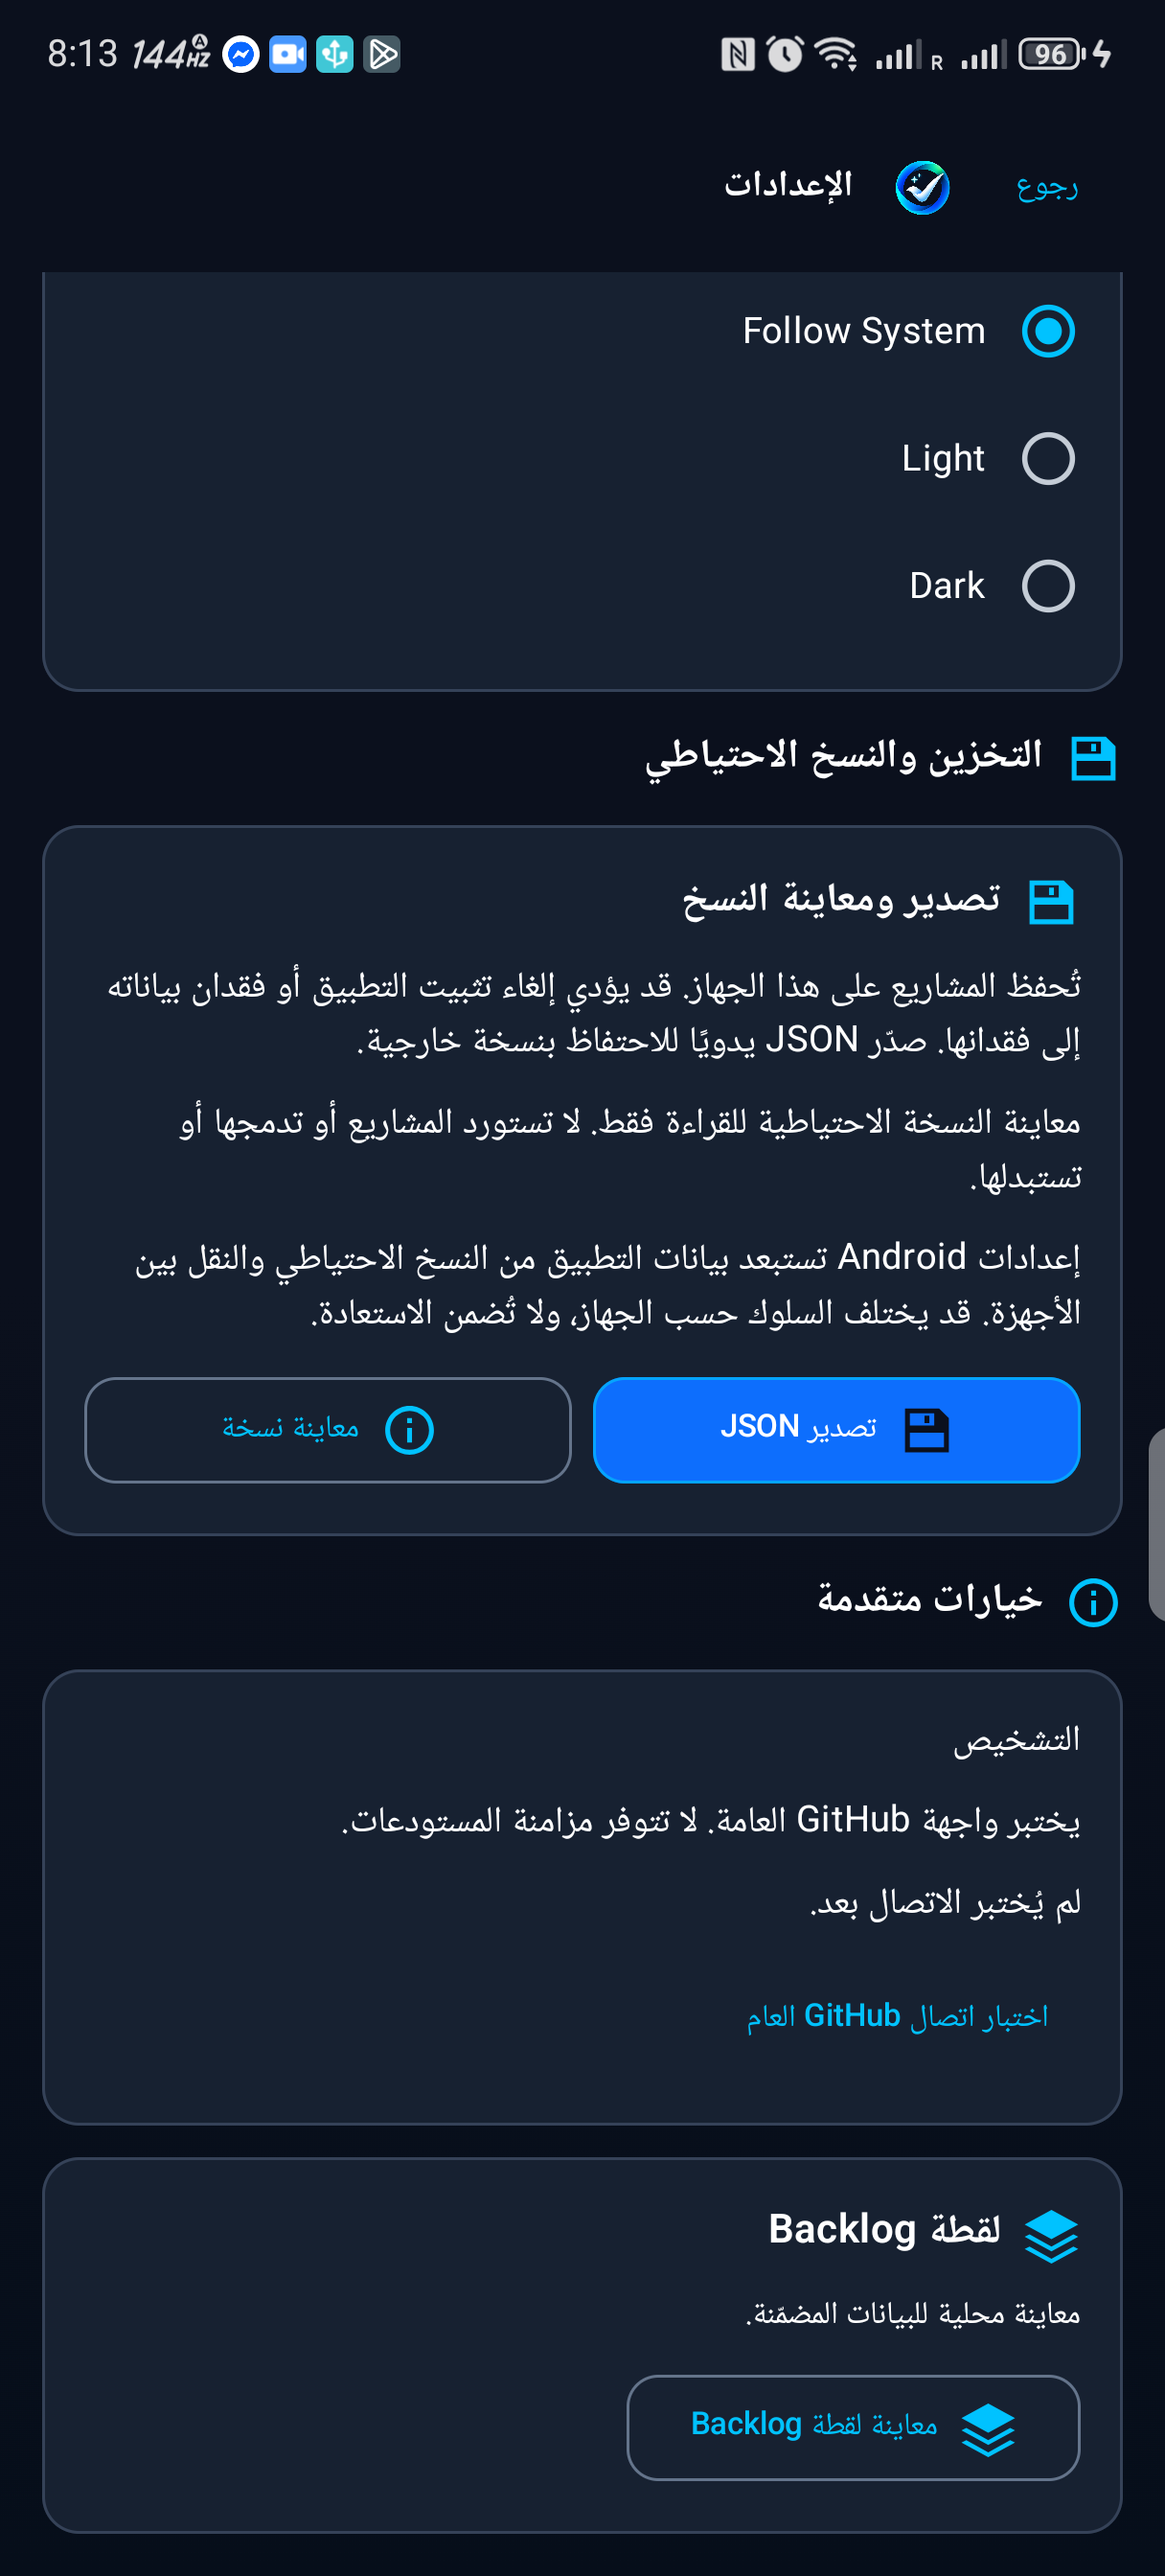 8:13 144HZ 96
رجوع
الإعدادات
Follow System
Light
Dark
التخزين والنسخ الاحتياطي
تصدير ومعاينة النسخ
تُحفظ المشاريع على هذا الجهاز. قد يؤدي إلغاء تثبيت التطبيق أو فقدان بياناته
إلى فقدانها. صدّر JSON يدويًا للاحتفاظ بنسخة خارجية.
معاينة النسخة الاحتياطية للقراءة فقط. لا تستورد المشاريع أو تدمجها أو
تستبدلها.
إعدادات Android تستبعد بيانات التطبيق من النسخ الاحتياطي والنقل بين
الأجهزة. قد يختلف السلوك حسب الجهاز، ولا تُضمن الاستعادة.
تصدير JSON
معاينة نسخة
خيارات متقدمة
التشخيص
يختبر واجهة GitHub العامة. لا تتوفر مزامنة المستودعات.
لم يُختبر الاتصال بعد.
اختبار اتصال GitHub العام
لقطة Backlog
معاينة محلية للبيانات المضمّنة.
معاينة لقطة Backlog